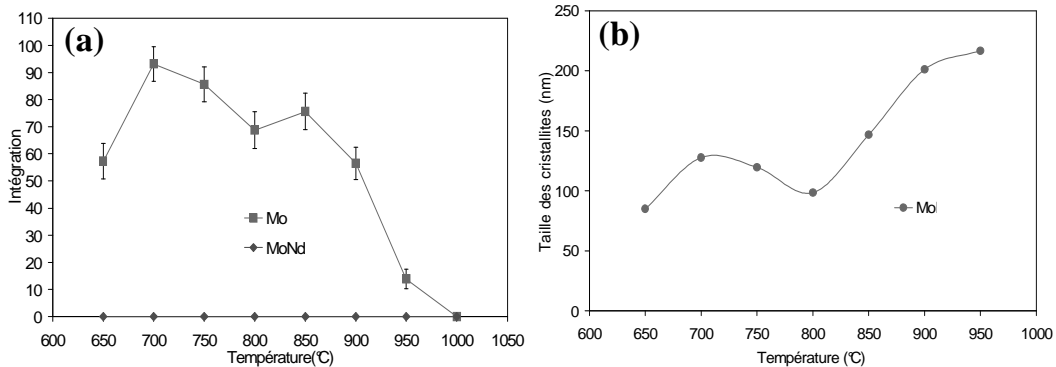 (a)
110
100
90
80
70
60
50
40
30
20
10
0
Intégration
Mo
MoNd
600 650 700 750 800 850 900 950 1000 1050
Température(°C)
(b)
250
200
150
100
50
0
Taille des cristallites (nm)
Mo
600 650 700 750 800 850 900 950 1000
Température (°C)